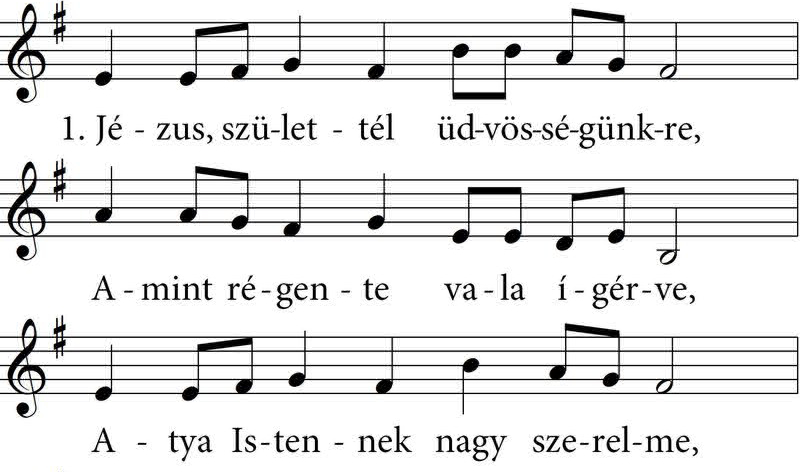 1. Jé - zus, szü-let - tél üd-vös-sé-günk-re,
A - mint ré-gen - te va-la í-gér-ve,
A - tya Is-ten - nek nagy sze-rel-me,